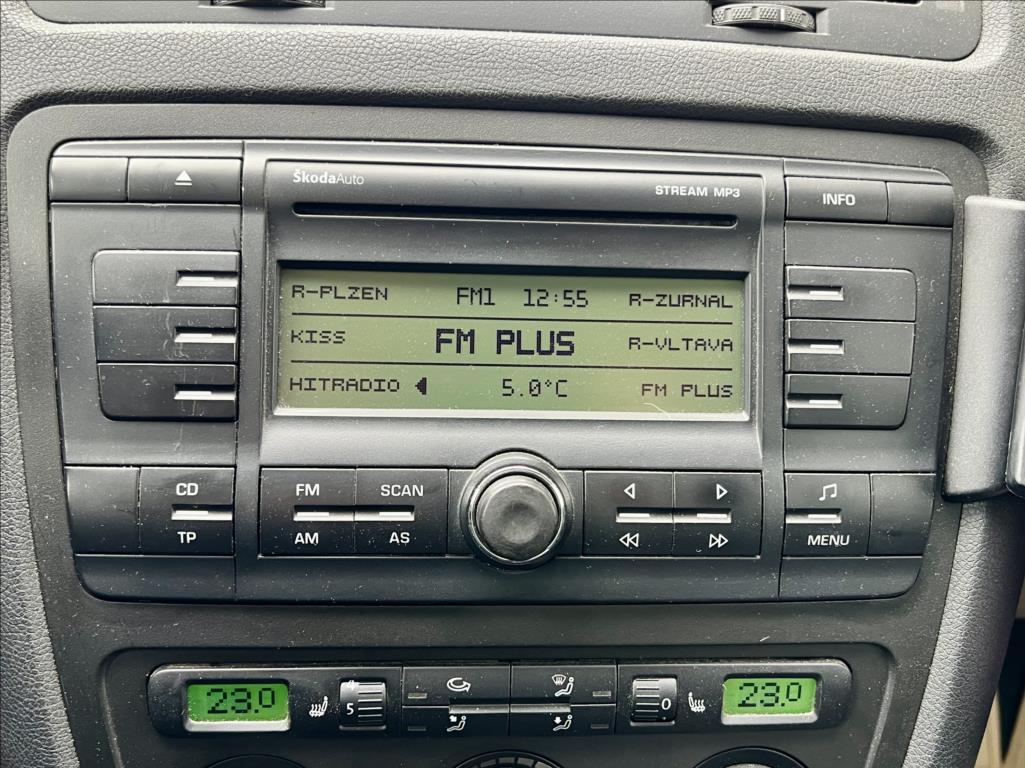 ŠkodaAuto
STREAM MP3
INFO
R-PLZEN FM1 12:55 R-ZURNAL
KISS FM PLUS R-VLTAVA
HITRADIO 5.0°C FM PLUS
CD FM SCAN
TP AM AS MENU
23.0 5 0 23.0